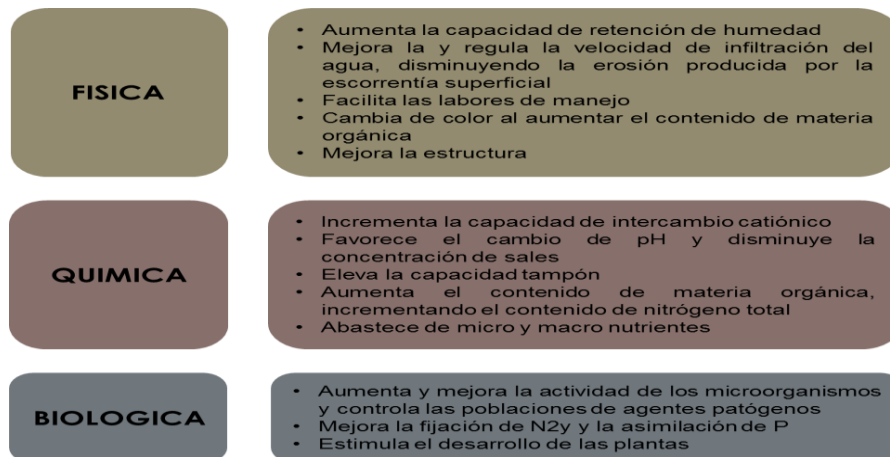 FISICA
• Aumenta la capacidad de retención de humedad
• Mejora la y regula la velocidad de infiltración del
agua, disminuyendo la erosión producida por la
escorrentía superficial
• Facilita las labores de manejo
• Cambia de color al aumentar el contenido de materia
orgánica
• Mejora la estructura
QUIMICA
• Incrementa la capacidad de intercambio catiónico
• Favorece el cambio de pH y disminuye la
concentración de sales
• Eleva la capacidad tampón
• Aumenta el contenido de materia orgánica,
incrementando el contenido de nitrógeno total
• Abastece de micro y macro nutrientes
BIOLOGICA
• Aumenta y mejora la actividad de los microorganismos
y controla las poblaciones de agentes patógenos
• Mejora la fijación de N2y y la asimilación de P
• Estimula el desarrollo de las plantas